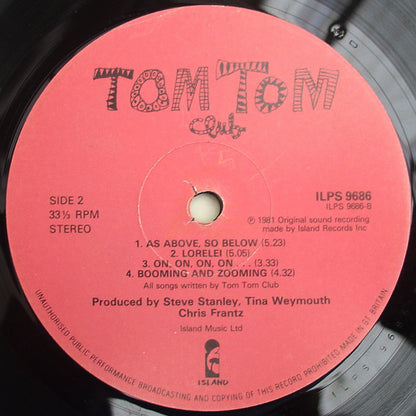 TOM TOM
club
SIDE 2
33⅓ RPM
STEREO
ILPS 9686
ILPS 9686-B
℗ 1981 Original sound recording
made by Island Records Inc
1. AS ABOVE, SO BELOW (5.23)
2. LORELEI (5.05)
3. ON, ON, ON, ON . . . (3.33)
4. BOOMING AND ZOOMING (4.32)
All songs written by Tom Tom Club
Produced by Steve Stanley, Tina Weymouth
Chris Frantz
Island Music Ltd
ISLAND
UNAUTHORISED PUBLIC PERFORMANCE BROADCASTING AND COPYING OF THIS RECORD PROHIBITED. MADE IN GT. BRITAIN